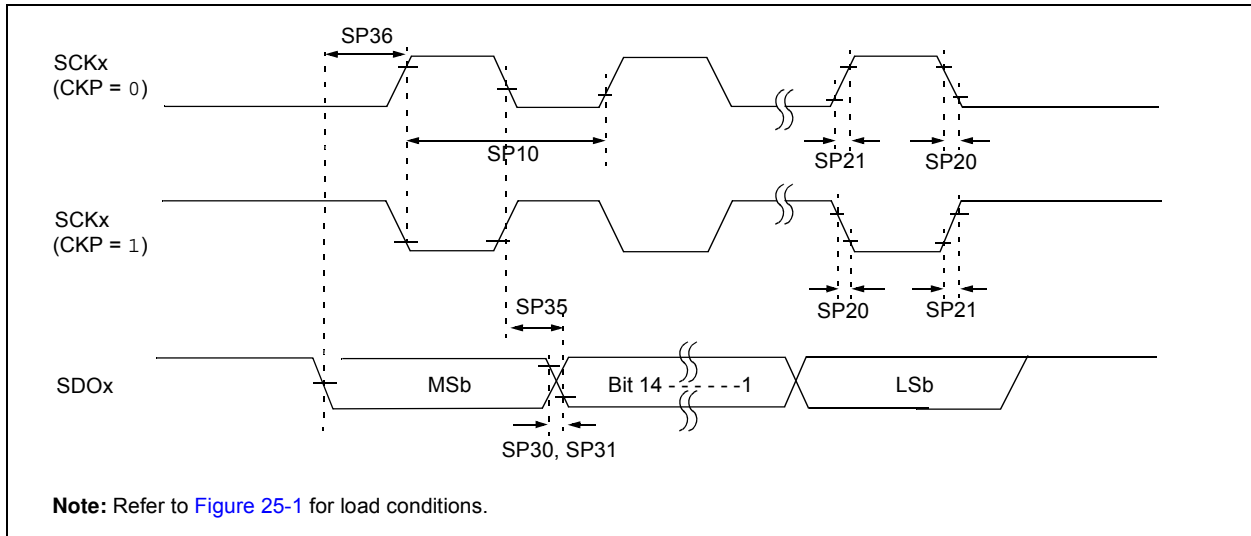 SP36
SCKx
(CKP = 0)
SP10
SP21
SP20
SCKx
(CKP = 1)
SP35
SP20
SP21
SDOx
MSb
Bit 14 - - - - - -1
LSb
SP30, SP31
Note: Refer to Figure 25-1 for load conditions.